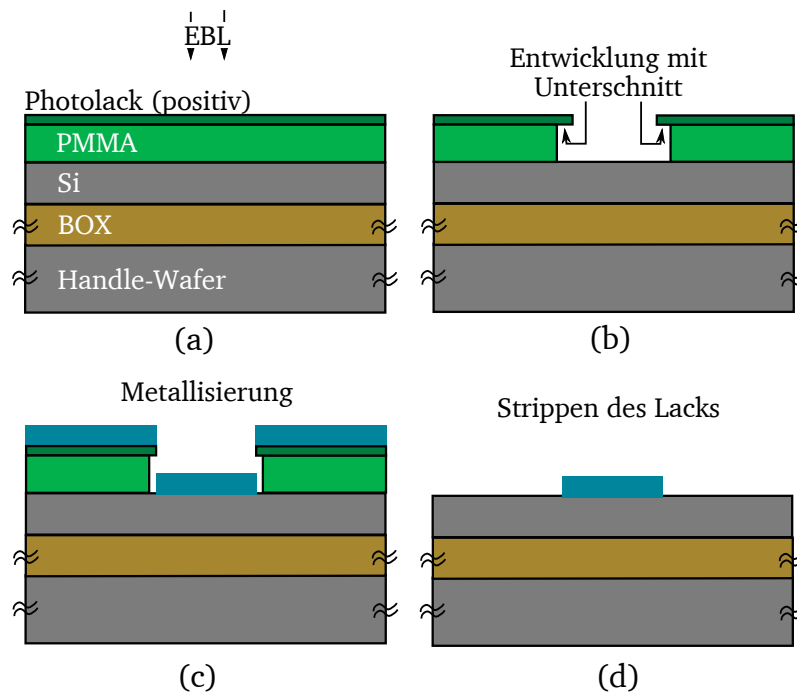 EBL
Photolack (positiv)
PMMA
Si
BOX
Handle-Wafer
(a)
Entwicklung mit
Unterschnitt
(b)
Metallisierung
(c)
Strippen des Lacks
(d)